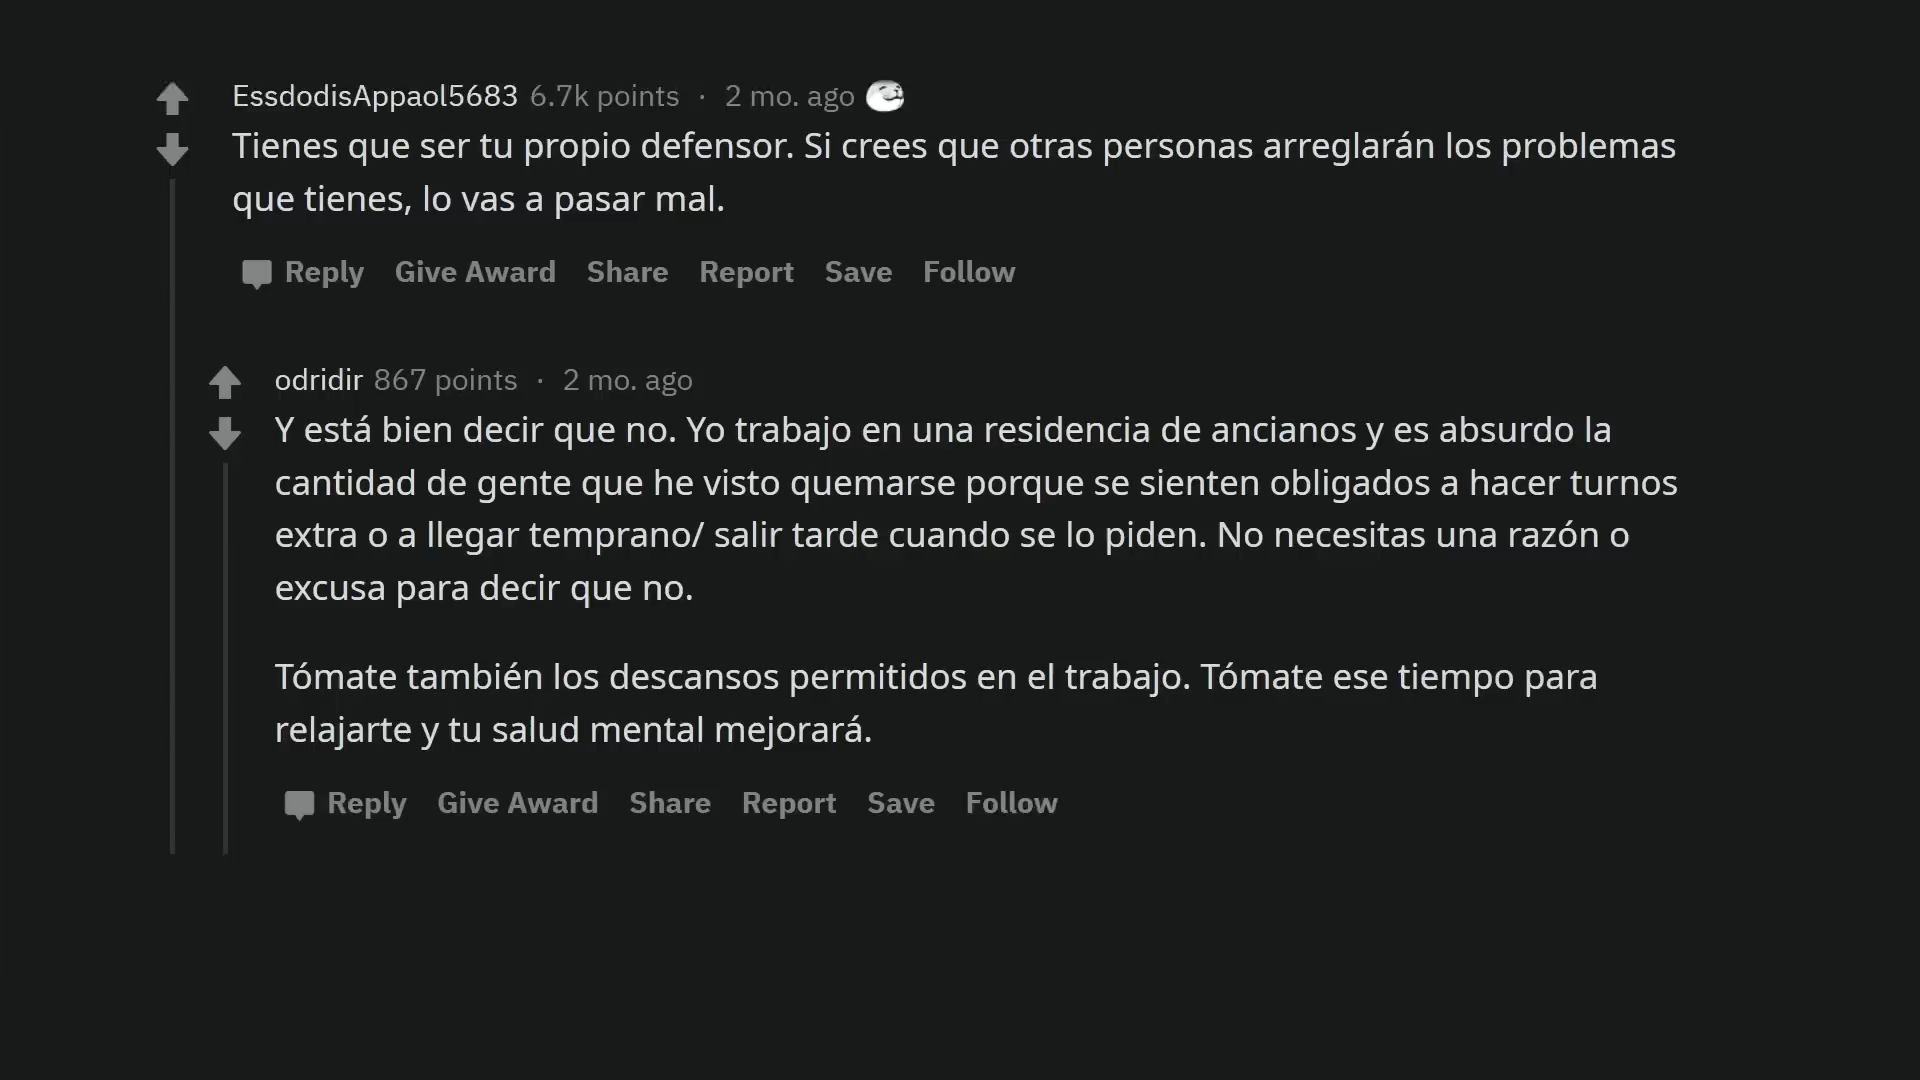 EssdodisAppaol5683 6.7k points · 2 mo. ago
Tienes que ser tu propio defensor. Si crees que otras personas arreglarán los problemas
que tienes, lo vas a pasar mal.
Reply Give Award Share Report Save Follow
odridir 867 points · 2 mo. ago
Y está bien decir que no. Yo trabajo en una residencia de ancianos y es absurdo la
cantidad de gente que he visto quemarse porque se sienten obligados a hacer turnos
extra o a llegar temprano/ salir tarde cuando se lo piden. No necesitas una razón o
excusa para decir que no.
Tómate también los descansos permitidos en el trabajo. Tómate ese tiempo para
relajarte y tu salud mental mejorará.
Reply Give Award Share Report Save Follow